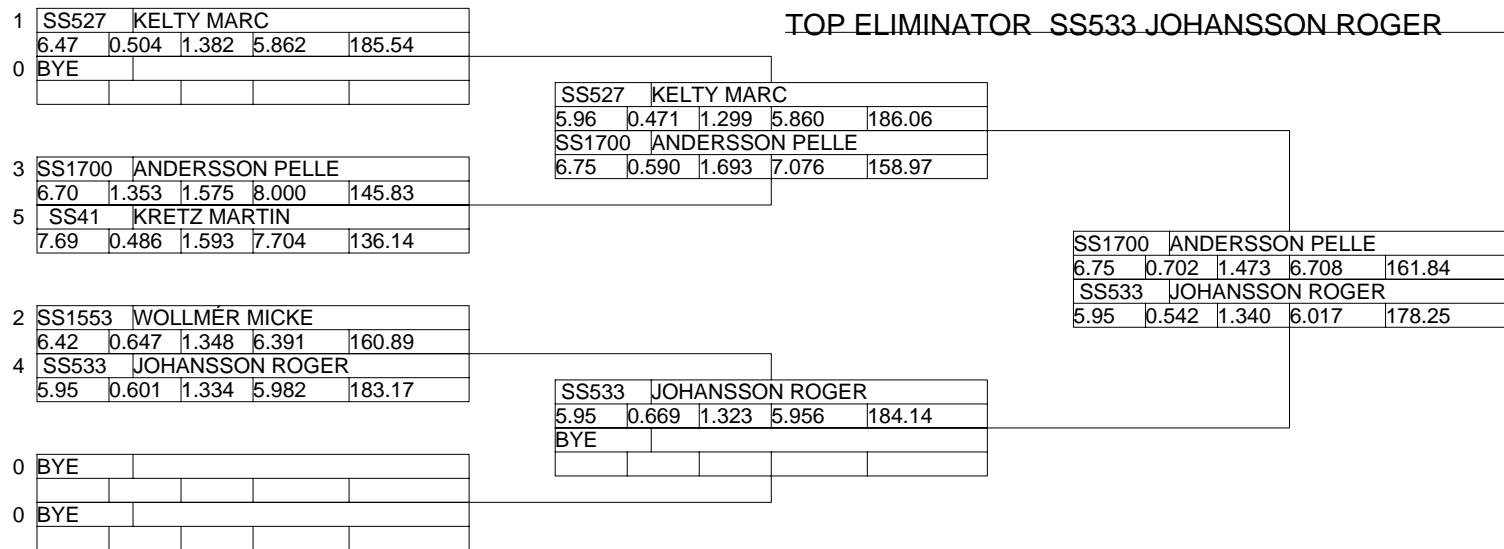 TOP ELIMINATOR SS533 JOHANSSON ROGER
1 SS527 KELTY MARC
6.47 0.504 1.382 5.862 185.54
0 BYE
3 SS1700 ANDERSSON PELLE
6.70 1.353 1.575 8.000 145.83
5 SS41 KRETZ MARTIN
7.69 0.486 1.593 7.704 136.14
2 SS1553 WOLLMÉR MICKE
6.42 0.647 1.348 6.391 160.89
4 SS533 JOHANSSON ROGER
5.95 0.601 1.334 5.982 183.17
0 BYE
0 BYE
SS527 KELTY MARC
5.96 0.471 1.299 5.860 186.06
SS1700 ANDERSSON PELLE
6.75 0.590 1.693 7.076 158.97
SS533 JOHANSSON ROGER
5.95 0.669 1.323 5.956 184.14
BYE
SS1700 ANDERSSON PELLE
6.75 0.702 1.473 6.708 161.84
SS533 JOHANSSON ROGER
5.95 0.542 1.340 6.017 178.25